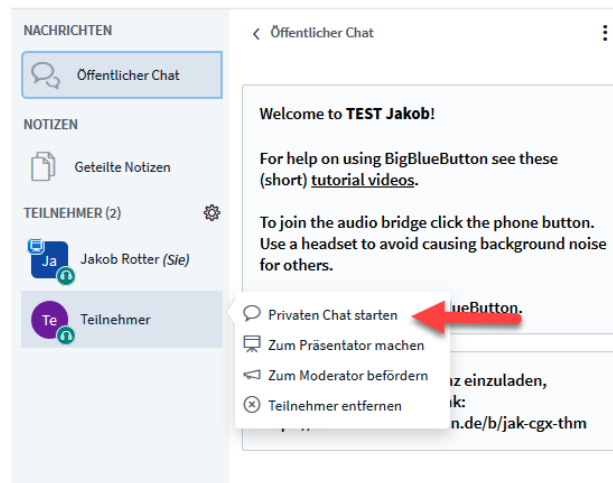 NACHRICHTEN
Öffentlicher Chat
NOTIZEN
Geteilte Notizen
TEILNEHMER (2)
Ja
Jakob Rotter (Sie)
Te
Teilnehmer
Öffentlicher Chat
Welcome to TEST Jakob!
For help on using BigBlueButton see these
(short) tutorial videos.
To join the audio bridge click the phone button.
Use a headset to avoid causing background noise
for others.
Privaten Chat starten
Zum Präsentator machen
Zum Moderator befördern
Teilnehmer entfernen
ueButton.
einzuladen,
n.de/b/jak-cgx-thm